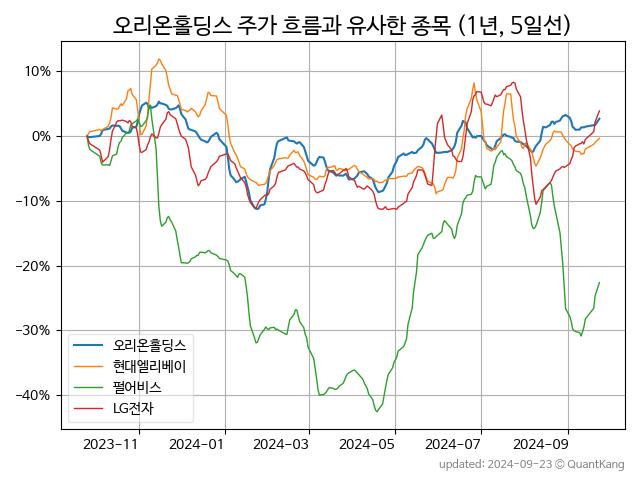 오리온홀딩스 주가 흐름과 유사한 종목 (1년, 5일선)
10%
0%
−10%
−20%
−30%
−40%
오리온홀딩스
현대엘리베이
펄어비스
LG전자
2023-11
2024-01
2024-03
2024-05
2024-07
2024-09
updated: 2024-09-23 © QuantKang